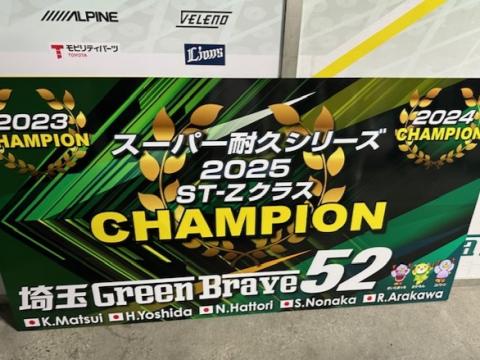 ALPINE
VELENO
モビリティパーツ
TOYOTA
Lions
2023
CHAMPION
2024
CHAMPION
スーパー耐久シリーズ
2025
ST-Zクラス
CHAMPION
埼玉 Green Brave 52
K.Matsui H.Yoshida N.Hattori S.Nonaka R.Arakawa